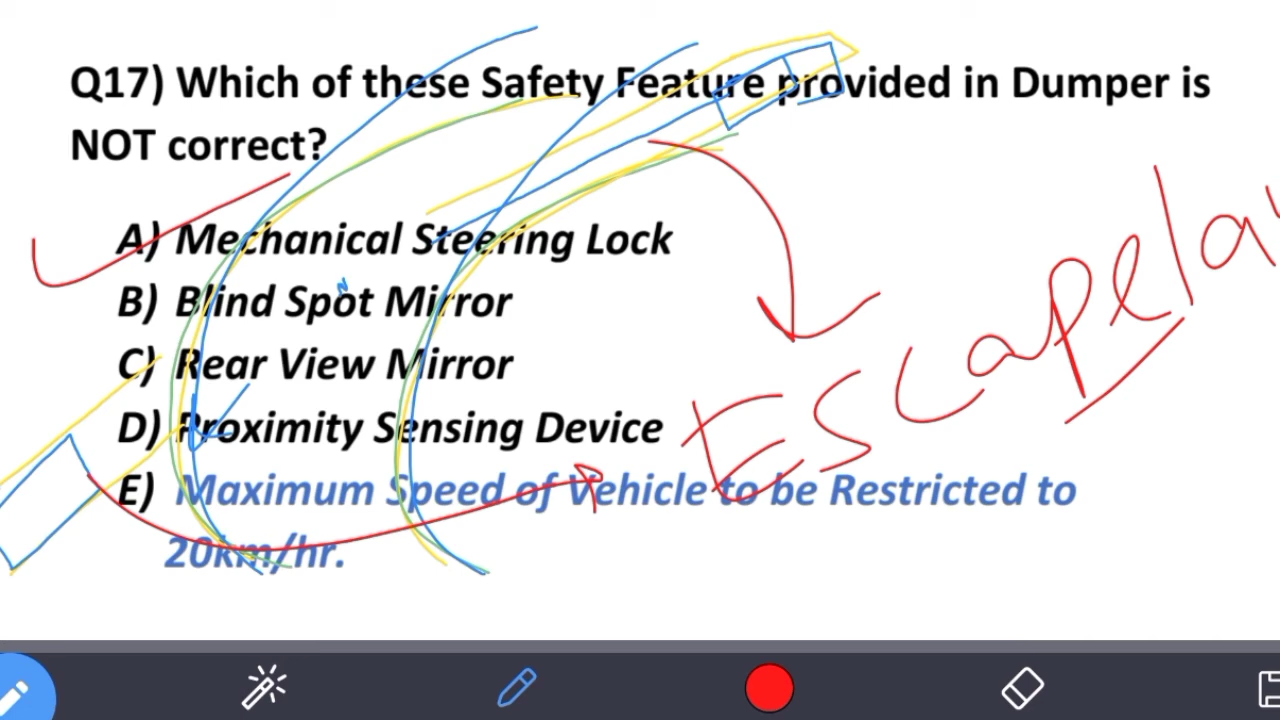 Q17) Which of these Safety Feature provided in Dumper is
NOT correct?
A) Mechanical Steering Lock
B) Blind Spot Mirror
C) Rear View Mirror
D) Proximity Sensing Device
E) Maximum Speed of Vehicle to be Restricted to
20km/hr.